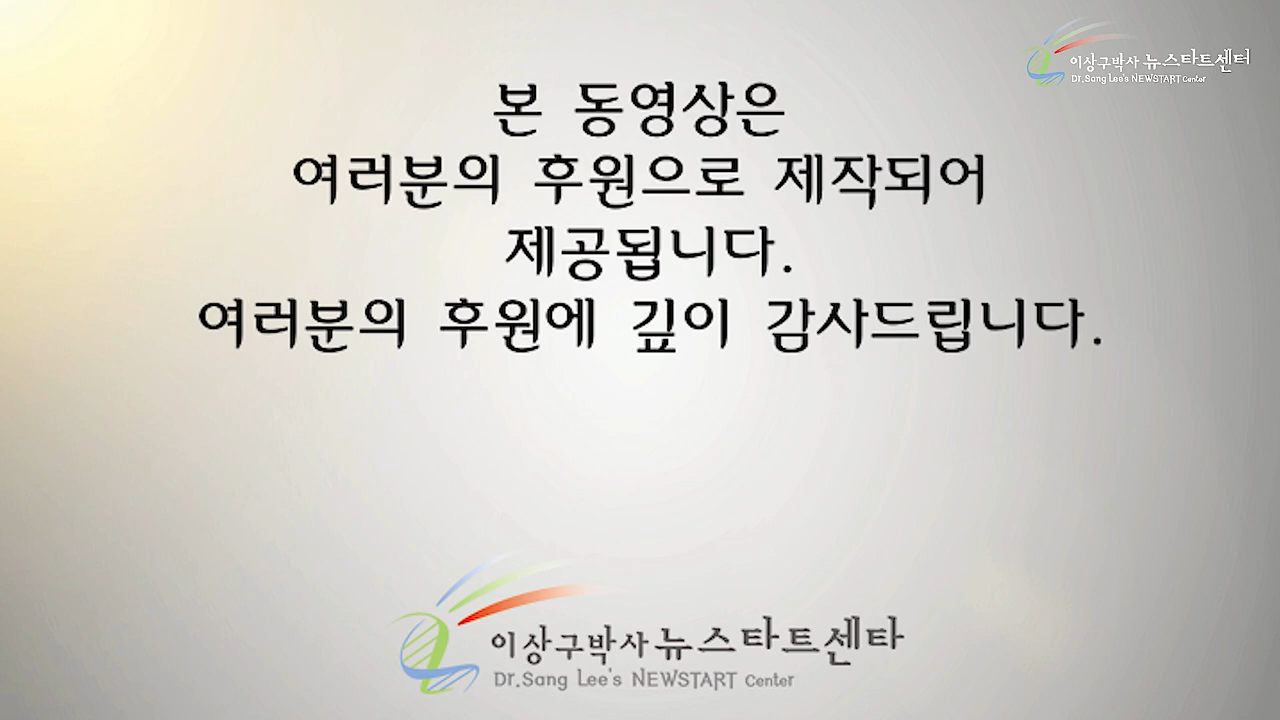 이상구박사 뉴스타트센터
Dr.Sang Lee's NEWSTART Center
본 동영상은
여러분의 후원으로 제작되어
제공됩니다.
여러분의 후원에 깊이 감사드립니다.
이상구박사 뉴스타트센타
Dr.Sang Lee's NEWSTART Center